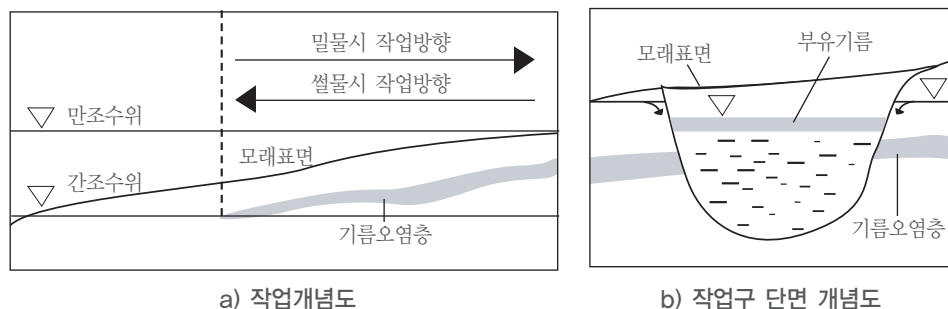 밀물시 작업방향
썰물시 작업방향
만조수위
모래표면
간조수위
기름오염층
a) 작업개념도
부유기름
모래표면
기름오염층
b) 작업구 단면 개념도